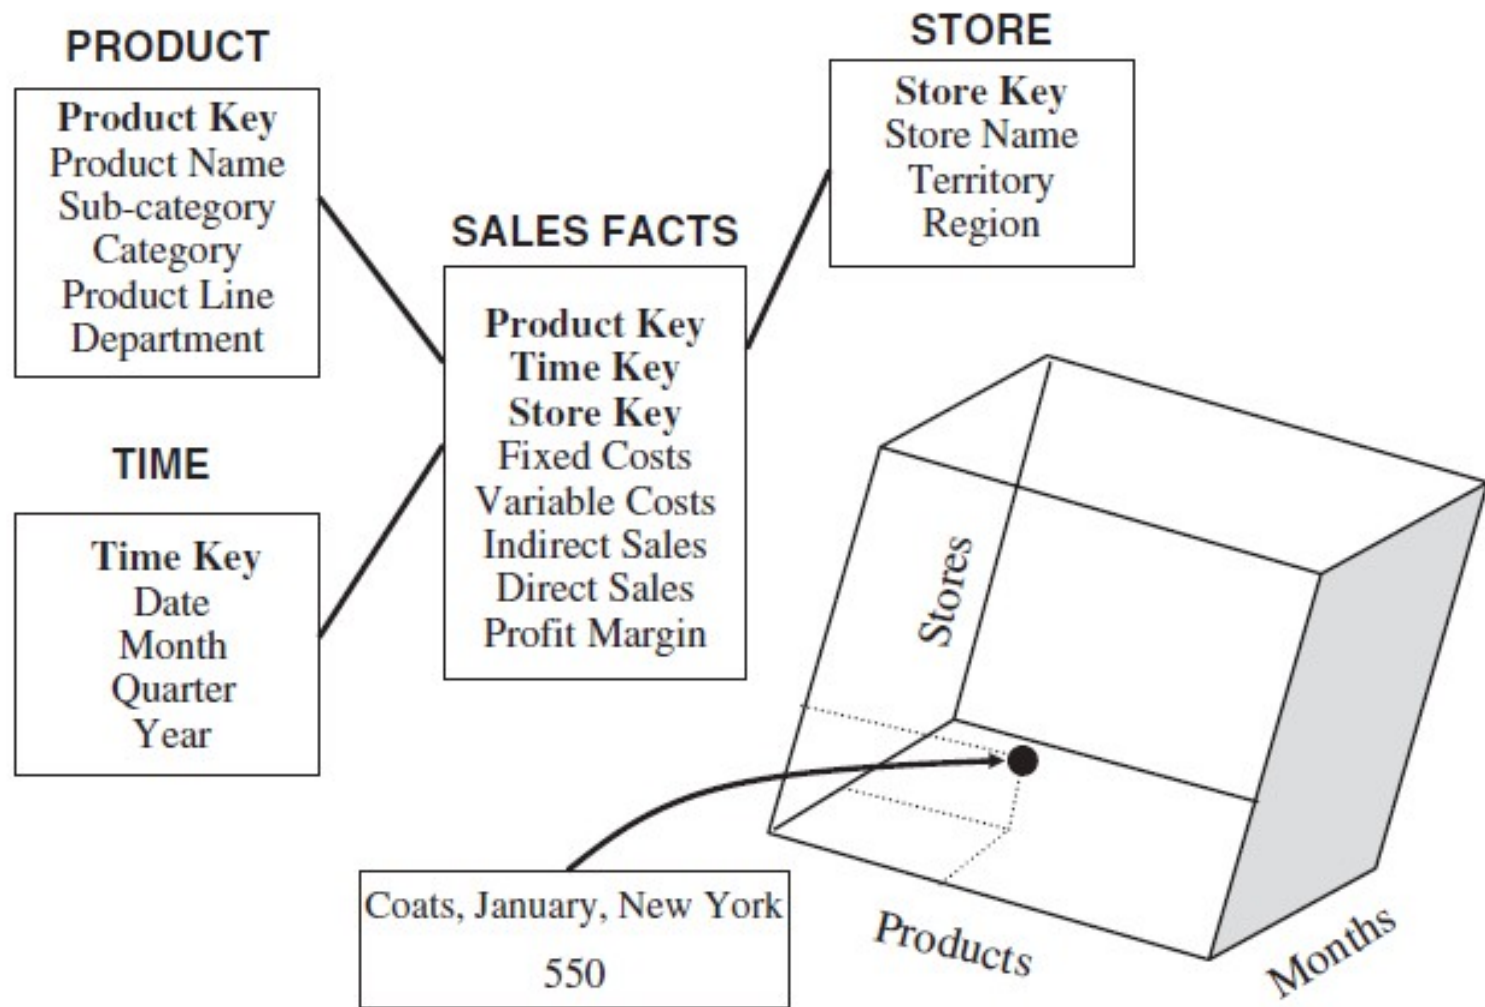 PRODUCT
Product Key
Product Name
Sub-category
Category
Product Line
Department
TIME
Time Key
Date
Month
Quarter
Year
SALES FACTS
Product Key
Time Key
Store Key
Fixed Costs
Variable Costs
Indirect Sales
Direct Sales
Profit Margin
STORE
Store Key
Store Name
Territory
Region
Stores
Products
Months
Coats, January, New York
550